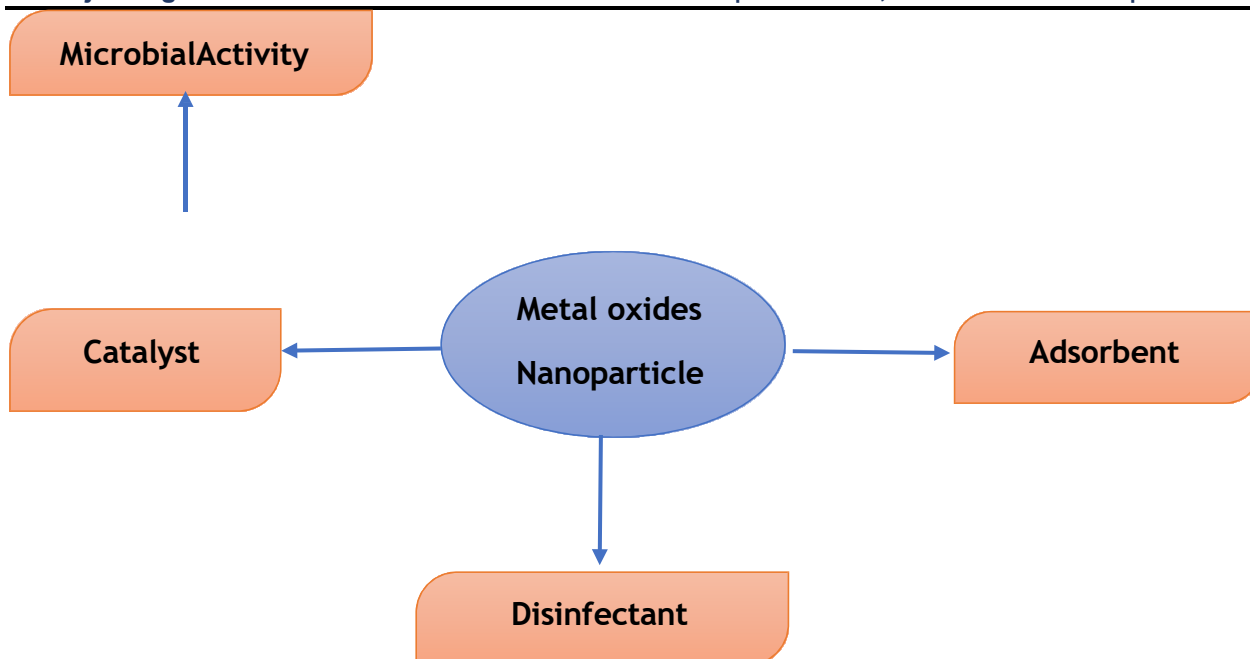 MicrobialActivity
Metal oxides
Nanoparticle
Catalyst
Adsorbent
Disinfectant